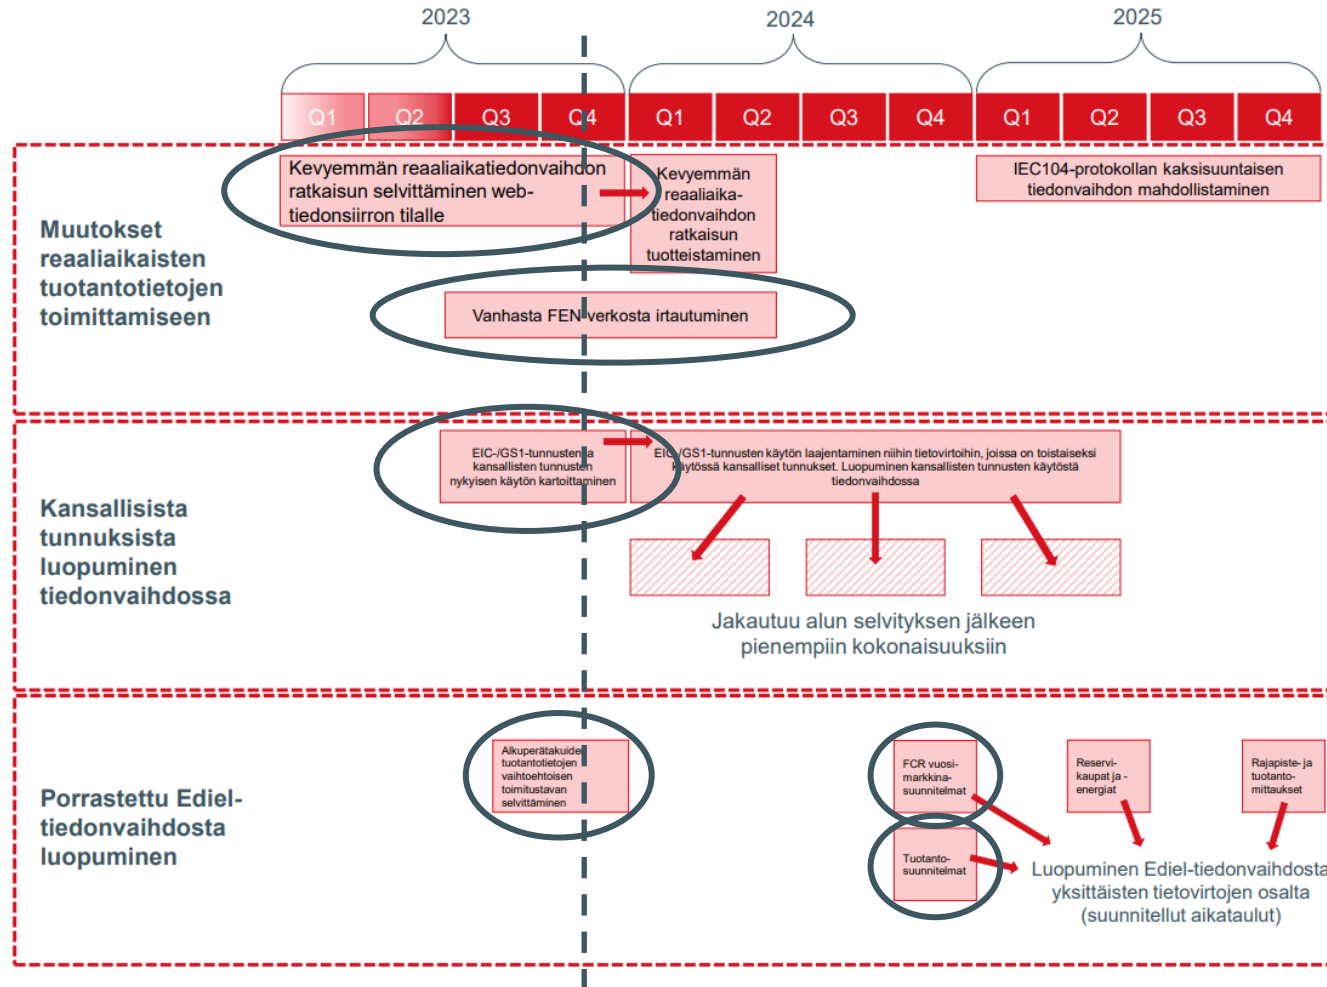 2023
2024
2025
Q1 Q2 Q3 Q4 Q1 Q2 Q3 Q4 Q1 Q2 Q3 Q4
Muutokset
reaaliaikaisten
tuotantotietojen
toimittamiseen
Kevyemmän reaaliaikatiedonvaihdon
ratkaisun selvittäminen web-
tiedonsiirron tilalle
Kevyemmän
reaaliaika-
tiedonvaihdon
ratkaisun
tuotteistaminen
IEC104-protokollan kaksisuuntaisen
tiedonvaihdon mahdollistaminen
Vanhasta FEN-verkosta irtautuminen
Kansallisista
tunnuksista
luopuminen
tiedonvaihdossa
EIC-/GS1-tunnusten ja
kansallisten tunnusten
nykyisen käytön kartoittaminen
EIC-/GS1-tunnusten käytön laajentaminen niihin tietovirtoihin, joissa on toistaiseksi
käytössä kansalliset tunnukset. Luopuminen kansallisten tunnusten käytöstä
tiedonvaihdossa
Jakautuu alun selvityksen jälkeen
pienempiin kokonaisuuksiin
Porrastettu Ediel-
tiedonvaihdosta
luopuminen
Alkuperätakuiden
tuotantotietojen
vaihtoehtoisen
toimitustavan
selvittäminen
FCR vuosi-
markkina-
suunnitelmat
Tuotanto-
suunnitelmat
Reservi-
kaupat ja -
energiat
Rajapiste- ja
tuotanto-
mittaukset
Luopuminen Ediel-tiedonvaihdosta
yksittäisten tietovirtojen osalta
(suunnitellut aikataulut)